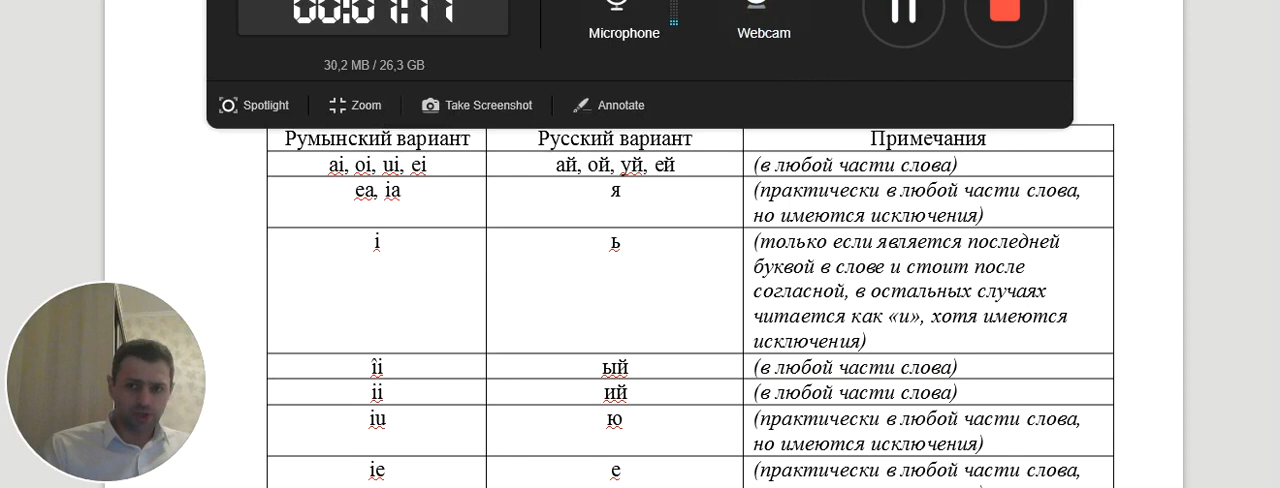 Microphone Webcam
30,2 MB / 26,3 GB
Spotlight Zoom Take Screenshot Annotate
Румынский вариант Русский вариант Примечания
ai, oi, ui, ei ай, ой, уй, ей (в любой части слова)
ea, ia я (практически в любой части слова,
но имеются исключения)
i ь (только если является последней
буквой в слове и стоит после
согласной, в остальных случаях
читается как «и», хотя имеются
исключения)
îi ый (в любой части слова)
ii ий (в любой части слова)
iu ю (практически в любой части слова,
но имеются исключения)
ie е (практически в любой части слова,